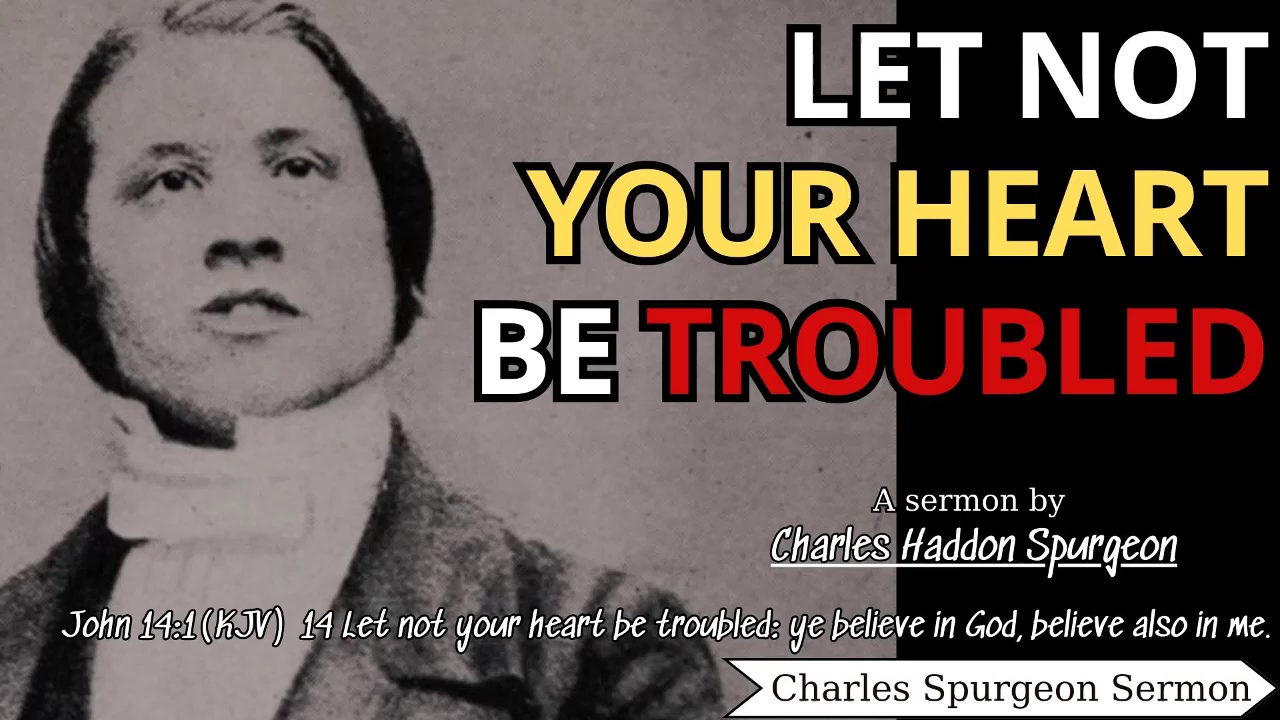 LET NOT
YOUR HEART
BE TROUBLED
A sermon by
Charles Haddon Spurgeon
John 14:1(KJV) 14 Let not your heart be troubled: ye believe in God, believe also in me.
Charles Spurgeon Sermon